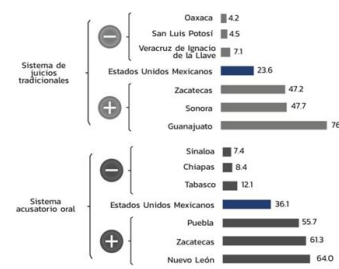 Oaxaca 4.2
San Luis Potosí 4.5
Veracruz de Ignacio
de la Llave 7.1
Sistema de
juicios
tradicionales
Estados Unidos Mexicanos 23.6
Zacatecas 47.2
Sonora 47.7
Guanajuato 76
Sinaloa 7.4
Chiapas 8.4
Tabasco 12.1
Sistema
acusatorio oral
Estados Unidos Mexicanos 36.1
Puebla 55.7
Zacatecas 61.3
Nuevo León 64.0